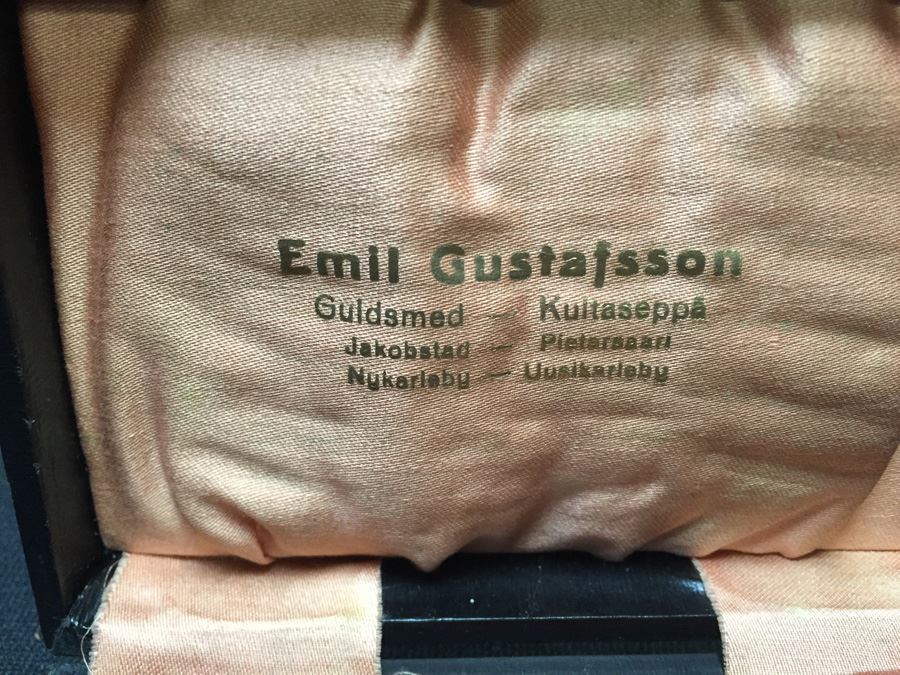 Emil Gustafsson
Guldsmed — Kultaseppä
Jakobstad — Pietarsaari
Nykarleby — Uusikarleby